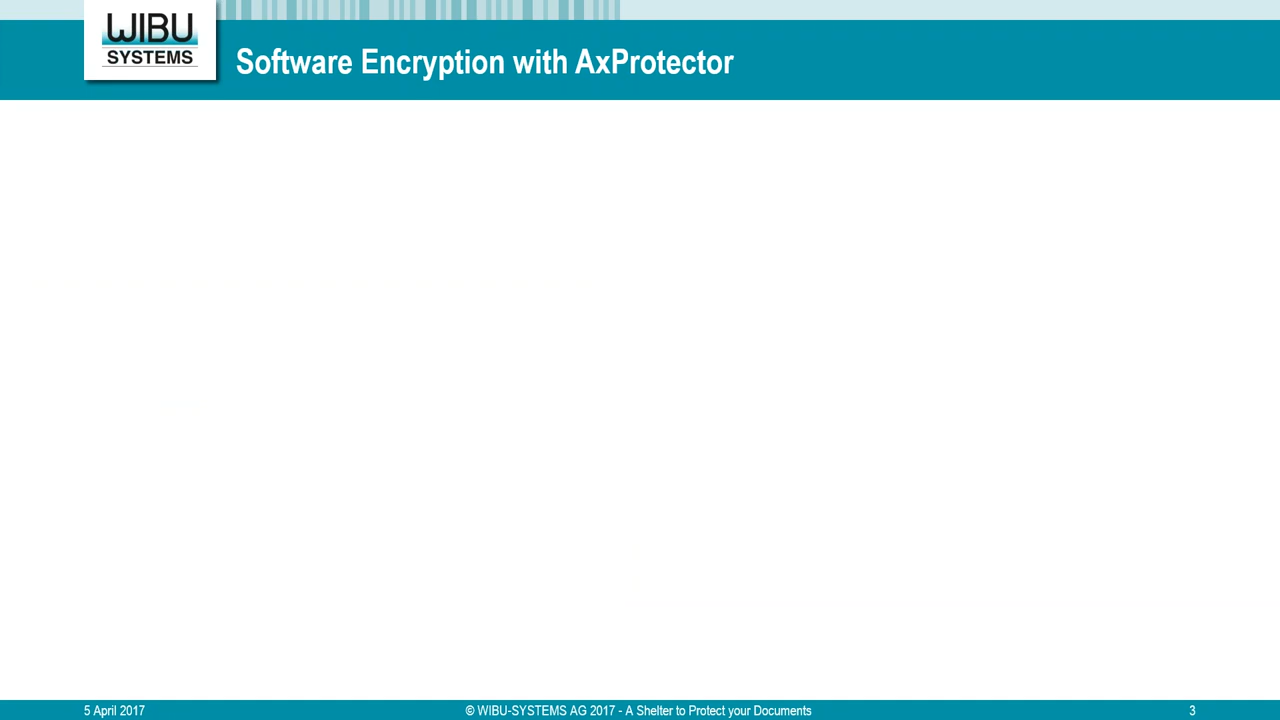 WIBU
SYSTEMS
Software Encryption with AxProtector
5 April 2017
© WIBU-SYSTEMS AG 2017 - A Shelter to Protect your Documents
3